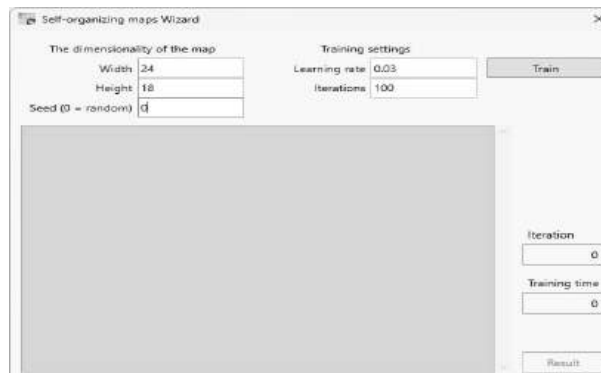 Self-organizing maps Wizard
The dimensionality of the map
Training settings
Width 24
Learning rate 0.03
Train
Height 18
Iterations 100
Seed (0 = random) 0
Iteration
0
Training time
0
Result